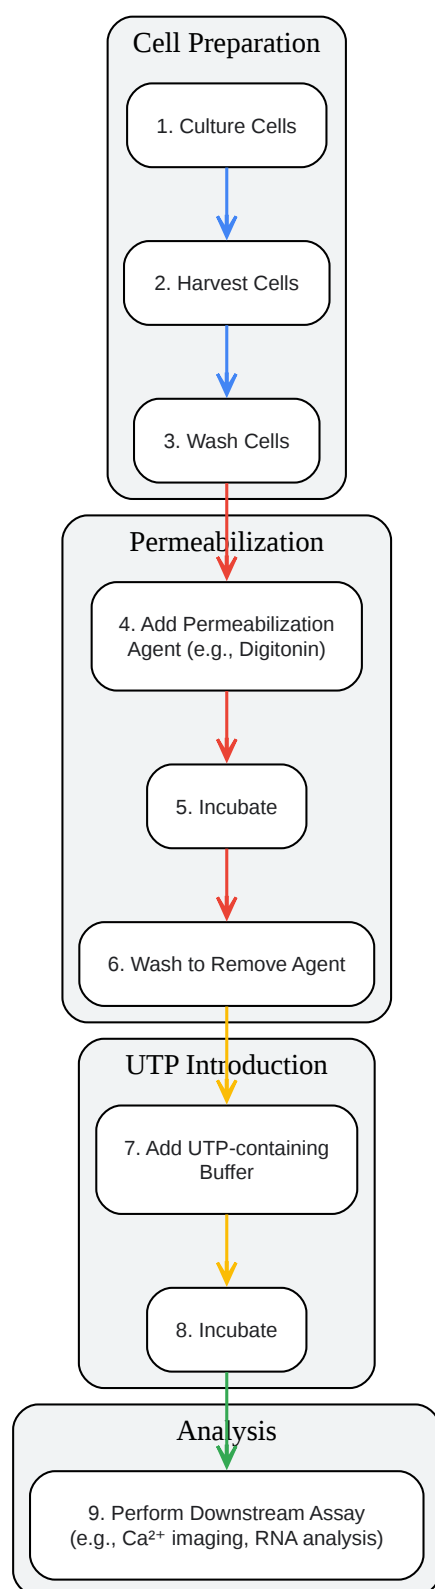 Cell Preparation
1. Culture Cells
2. Harvest Cells
3. Wash Cells
Permeabilization
4. Add Permeabilization
Agent (e.g., Digitonin)
5. Incubate
6. Wash to Remove Agent
UTP Introduction
7. Add UTP-containing
Buffer
8. Incubate
Analysis
9. Perform Downstream Assay
(e.g., Ca²⁺ imaging, RNA analysis)